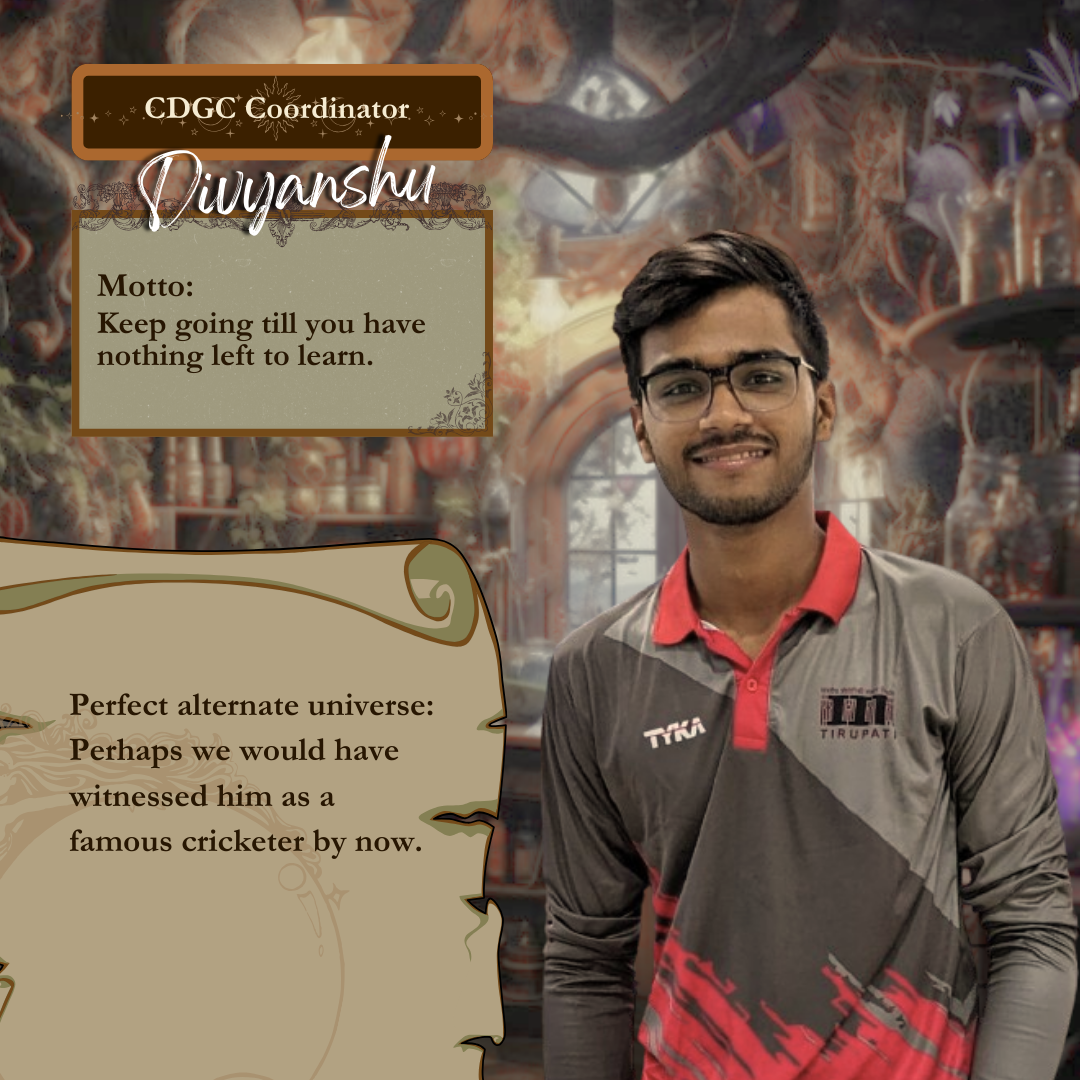 CDGC Coordinator
Divyanshu
Motto:
Keep going till you have
nothing left to learn.
Perfect alternate universe:
Perhaps we would have
witnessed him as a
famous cricketer by now.
TYKA
TIRUPATI